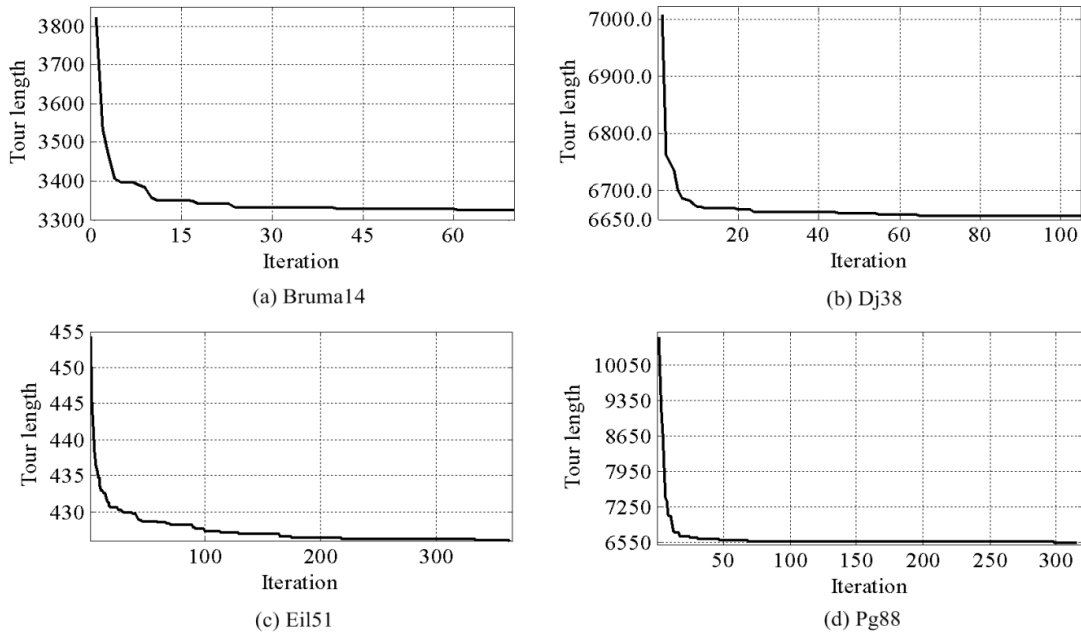 Tour length
3800
3700
3600
3500
3400
3300
0 15 30 45 60
Iteration
(a) Bruma14
Tour length
7000.0
6900.0
6800.0
6700.0
6650.0
20 40 60 80 100
Iteration
(b) Dj38
Tour length
455
450
445
440
435
430
100 200 300
Iteration
(c) Eil51
Tour length
10050
9350
8650
7950
7250
6550
50 100 150 200 250 300
Iteration
(d) Pg88